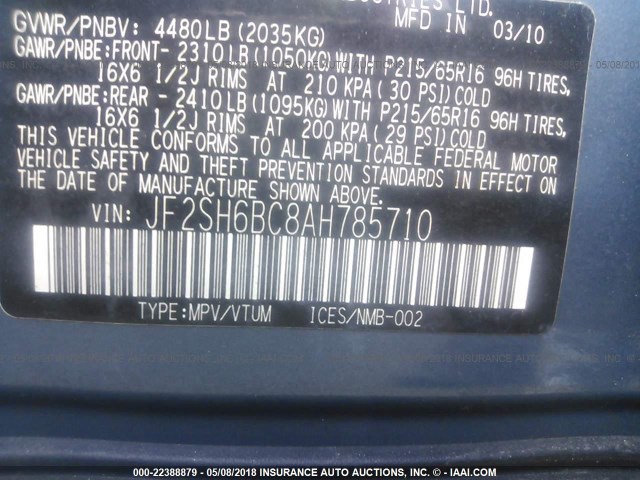 LTD.
MFD IN 03/10
GVWR/PNBV: 4480LB(2035KG)
GAWR/PNBE:FRONT- 2310LB(1050KG)WITH P215/65R16 96H TIRES,
16X6 1/2J RIMS AT 210 KPA(30 PSI)COLD
GAWR/PNBE:REAR - 2410LB(1095KG)WITH P215/65R16 96H TIRES,
16X6 1/2J RIMS AT 200 KPA(29 PSI)COLD
THIS VEHICLE CONFORMS TO ALL APPLICABLE FEDERAL MOTOR
VEHICLE SAFETY AND THEFT PREVENTION STANDARDS IN EFFECT ON
THE DATE OF MANUFACTURE SHOWN ABOVE.
VIN: JF2SH6BC8AH785710
TYPE:MPV/VTUM ICES/NMB-002
000-22388879 - 05/08/2018 INSURANCE AUTO AUCTIONS, INC. - © - IAAI.COM